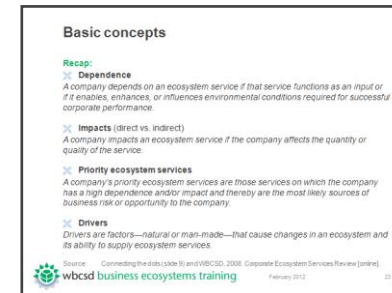 Basic concepts
Recap:
Dependence
A company depends on an ecosystem service if that service functions as an input or
if it enables, enhances, or influences environmental conditions required for successful
corporate performance.
Impacts (direct vs. indirect)
A company impacts an ecosystem service if the company affects the quantity or
quality of the service.
Priority ecosystem services
A company's priority ecosystem services are those services on which the company
has a high dependence and/or impact and thereby are the most likely sources of
business risk or opportunity to the company.
Drivers
Drivers are factors—natural or man-made—that cause changes in an ecosystem and
its ability to supply ecosystem services.
Source: Connecting the dots (slide 9) and WBCSD, 2008. Corporate Ecosystem Services Review [online].
wbcsd business ecosystems training February 2012 23